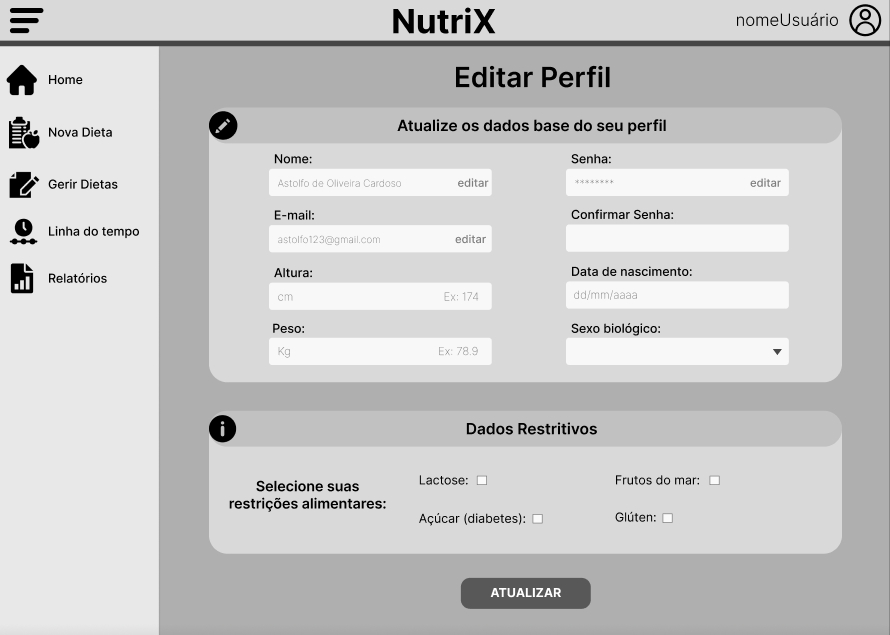 NutriX
nomeUsuário
Home
Nova Dieta
Gerir Dietas
Linha do tempo
Relatórios
Editar Perfil
Atualize os dados base do seu perfil
Nome:
Astolfo de Oliveira Cardoso editar
Senha:
******** editar
E-mail:
astolfo123@gmail.com editar
Confirmar Senha:
Altura:
cm Ex: 174
Data de nascimento:
dd/mm/aaaa
Peso:
Kg Ex: 78.9
Sexo biológico:
Dados Restritivos
Selecione suas
restrições alimentares:
Lactose:
Frutos do mar:
Açúcar (diabetes):
Glúten:
ATUALIZAR